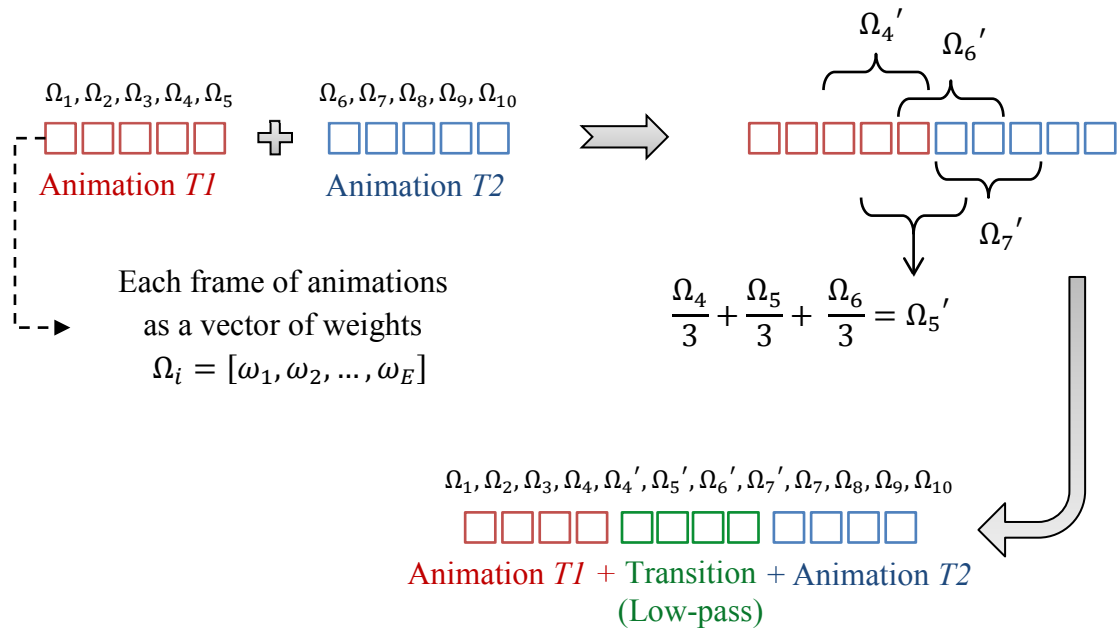 Ω₄′
Ω₆′
Ω₁, Ω₂, Ω₃, Ω₄, Ω₅
Ω₆, Ω₇, Ω₈, Ω₉, Ω₁₀
Animation T1
Animation T2
Ω₇′
Each frame of animations
as a vector of weights
Ωᵢ = [ω₁, ω₂, … , ω_E]
Ω₄/3 + Ω₅/3 + Ω₆/3 = Ω₅′
Ω₁, Ω₂, Ω₃, Ω₄, Ω₄′, Ω₅′, Ω₆′, Ω₇′, Ω₇, Ω₈, Ω₉, Ω₁₀
Animation T1 + Transition + Animation T2
(Low-pass)